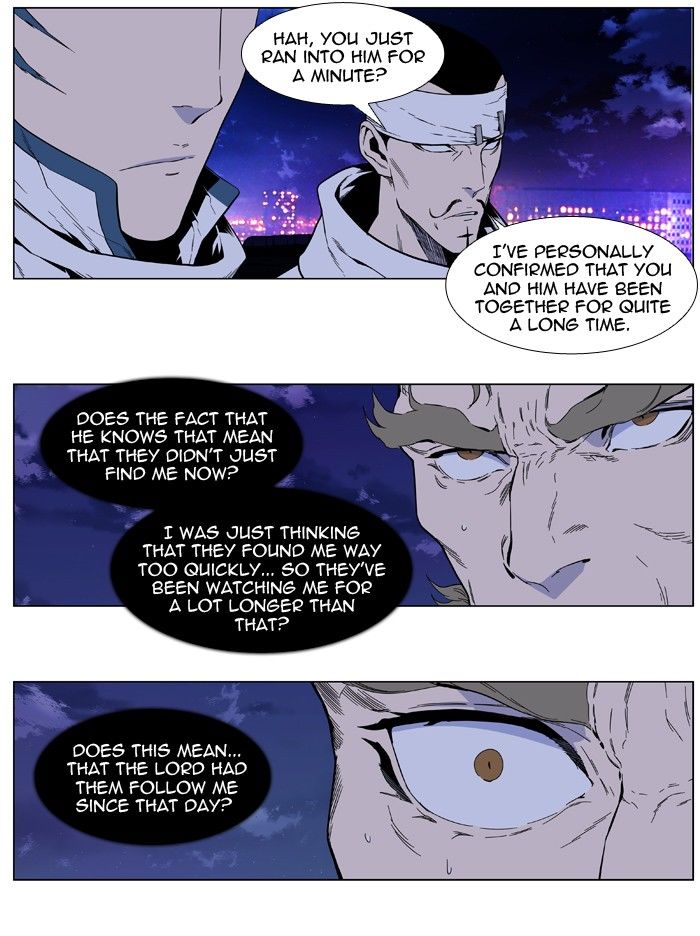 HAH, YOU JUST
RAN INTO HIM FOR
A MINUTE?
I'VE PERSONALLY
CONFIRMED THAT YOU
AND HIM HAVE BEEN
TOGETHER FOR QUITE
A LONG TIME.
DOES THE FACT THAT
HE KNOWS THAT MEAN
THAT THEY DIDN'T JUST
FIND ME NOW?
I WAS JUST THINKING
THAT THEY FOUND ME WAY
TOO QUICKLY... SO THEY'VE
BEEN WATCHING ME FOR
A LOT LONGER THAN
THAT?
DOES THIS MEAN...
THAT THE LORD HAD
THEM FOLLOW ME
SINCE THAT DAY?